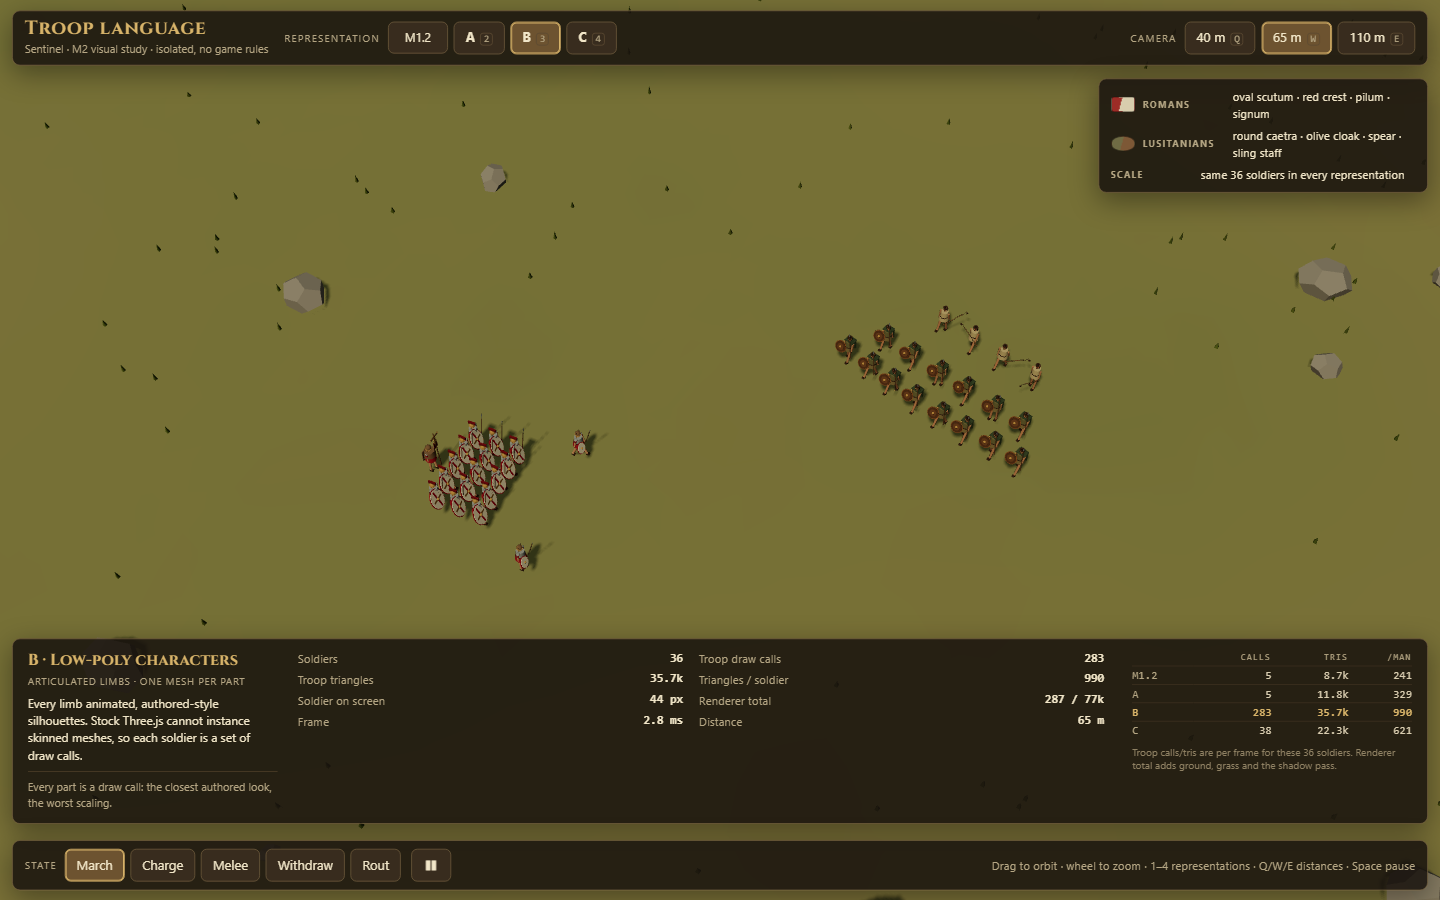 Troop language
Sentinel · M2 visual study · isolated, no game rules
REPRESENTATION
M1.2
A 2
B 3
C 4
CAMERA
40 m Q
65 m W
110 m E
ROMANS
oval scutum · red crest · pilum ·
signum
LUSITANIANS
round caetra · olive cloak · spear ·
sling staff
SCALE
same 36 soldiers in every representation
B · Low-poly characters
ARTICULATED LIMBS · ONE MESH PER PART
Every limb animated, authored-style
silhouettes. Stock Three.js cannot instance
skinned meshes, so each soldier is a set of
draw calls.
Every part is a draw call: the closest authored look,
the worst scaling.
Soldiers 36
Troop triangles 35.7k
Soldier on screen 44 px
Frame 2.8 ms
Troop draw calls 283
Triangles / soldier 990
Renderer total 287 / 77k
Distance 65 m
CALLS TRIS /MAN
M1.2 5 8.7k 241
A 5 11.8k 329
B 283 35.7k 990
C 38 22.3k 621
Troop calls/tris are per frame for these 36 soldiers. Renderer
total adds ground, grass and the shadow pass.
STATE
March
Charge
Melee
Withdraw
Rout
Drag to orbit · wheel to zoom · 1–4 representations · Q/W/E distances · Space pause